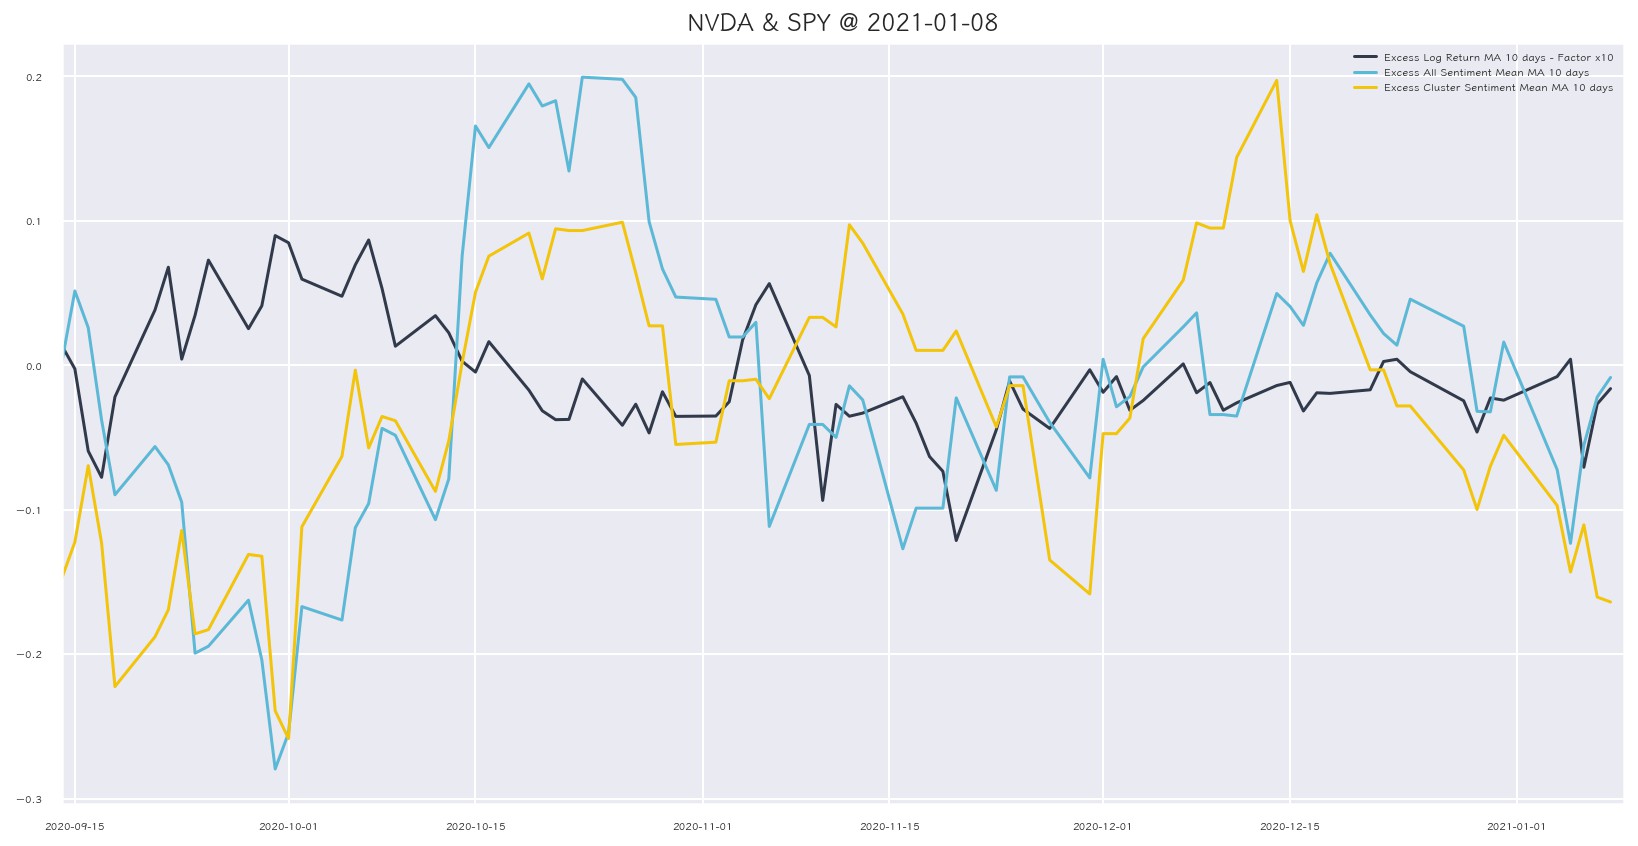 NVDA & SPY @ 2021-01-08
Excess Log Return MA 10 days - Factor x10
Excess All Sentiment Mean MA 10 days
Excess Cluster Sentiment Mean MA 10 days
0.2
0.1
0.0
−0.1
−0.2
−0.3
2020-09-15 2020-10-01 2020-10-15 2020-11-01 2020-11-15 2020-12-01 2020-12-15 2021-01-01